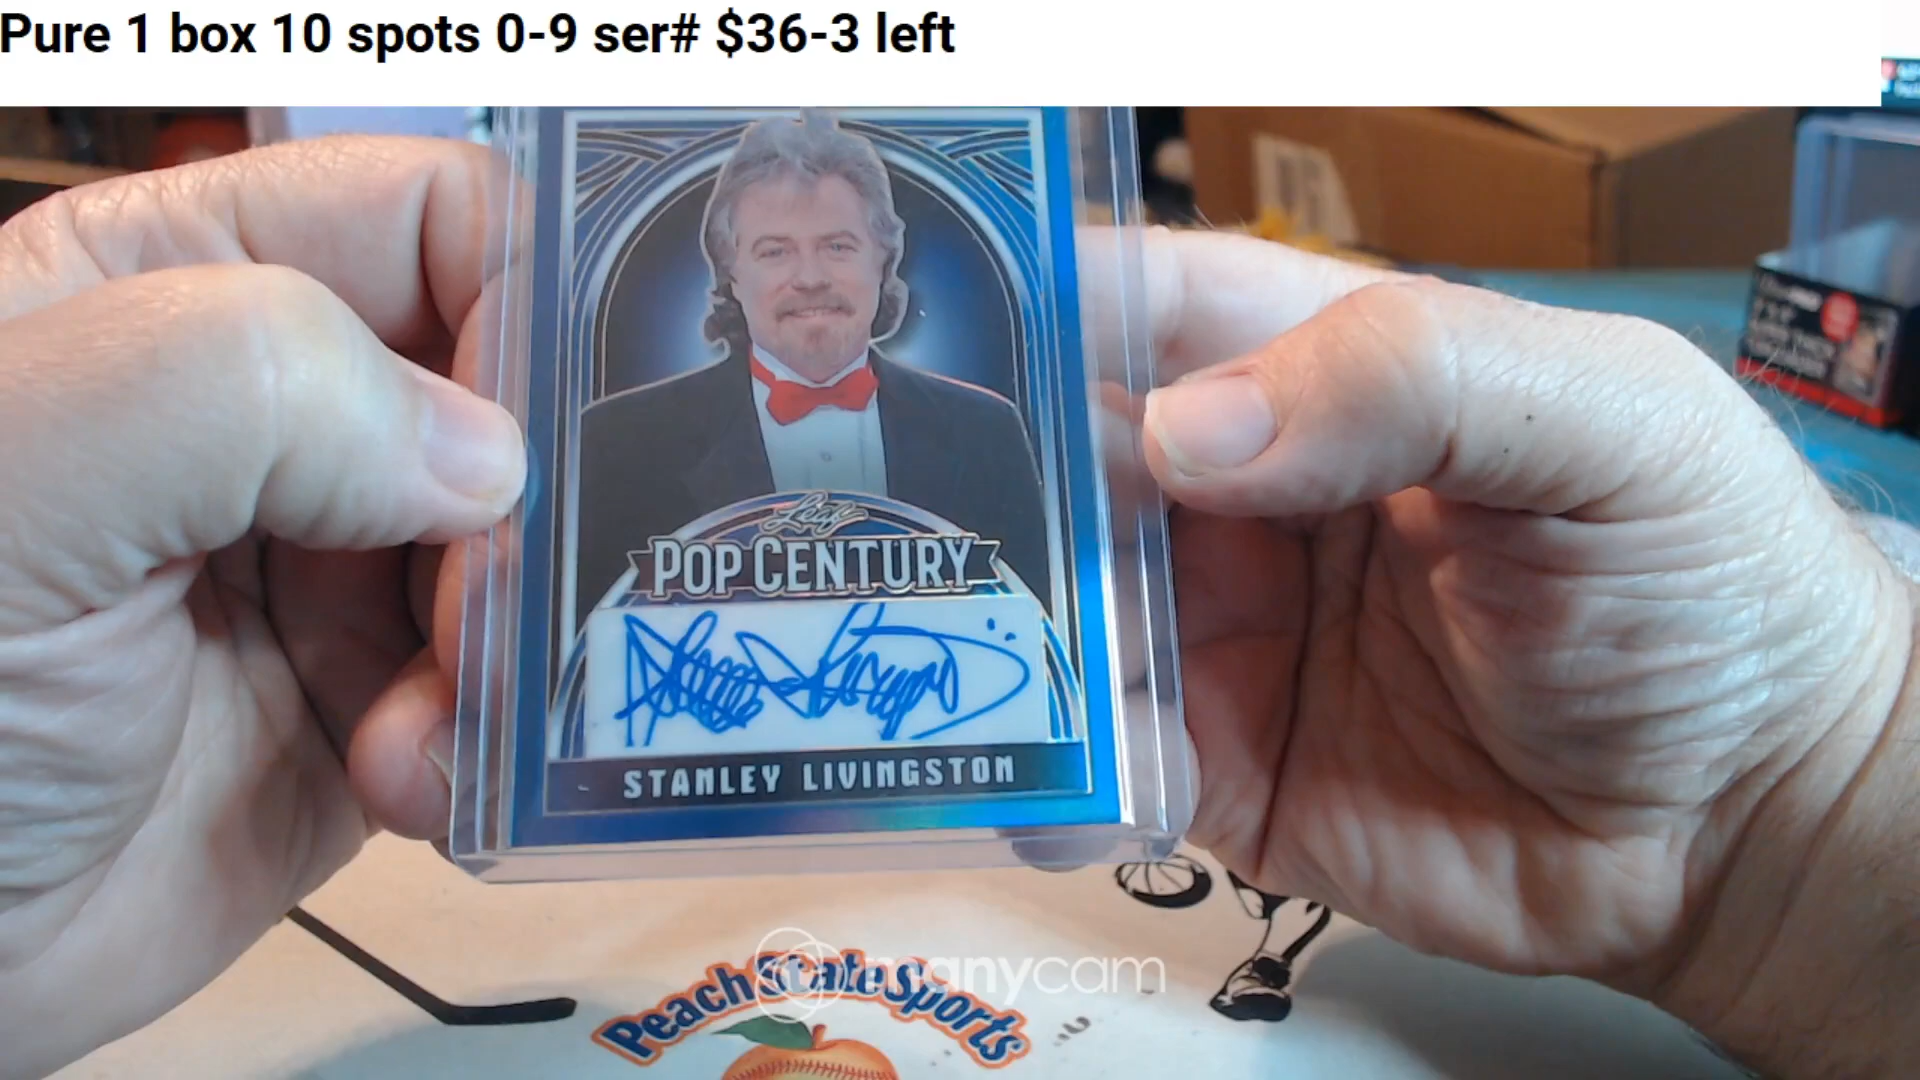 Pure 1 box 10 spots 0-9 ser# $36-3 left
Leaf
POP CENTURY
STANLEY LIVINGSTON
manycam
PeachStateSports